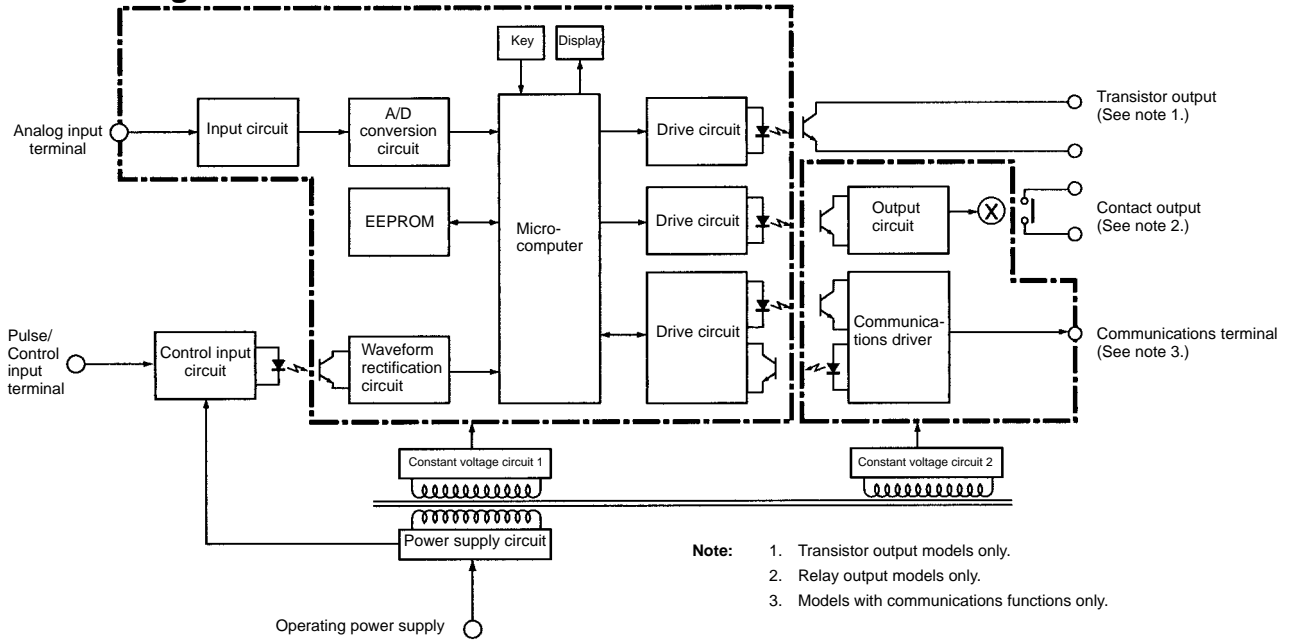 Key
Display
Analog input
terminal
Input circuit
A/D
conversion
circuit
Drive circuit
Transistor output
(See note 1.)
EEPROM
Micro-
computer
Drive circuit
Output
circuit
Contact output
(See note 2.)
Pulse/
Control
input
terminal
Control input
circuit
Waveform
rectification
circuit
Drive circuit
Communica-
tions driver
Communications terminal
(See note 3.)
Constant voltage circuit 1
Constant voltage circuit 2
Power supply circuit
Operating power supply
Note:
1. Transistor output models only.
2. Relay output models only.
3. Models with communications functions only.